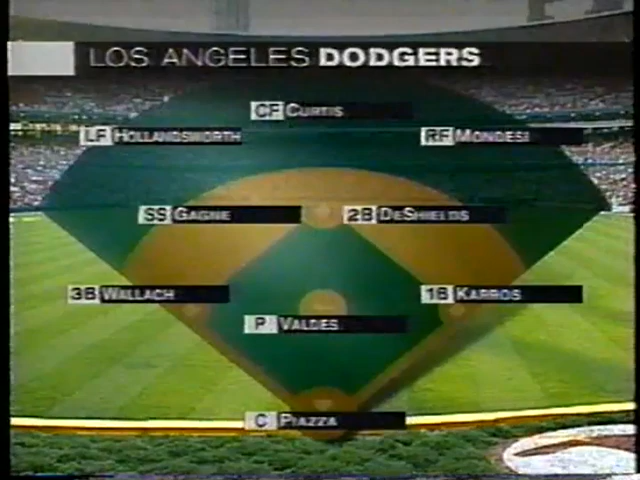 LOS ANGELES DODGERS
CF CURTIS
LF HOLLANDSWORTH
RF MONDESI
SS GAGNE
2B DESHIELDS
3B WALLACH
1B KARROS
P VALDES
C PIAZZA